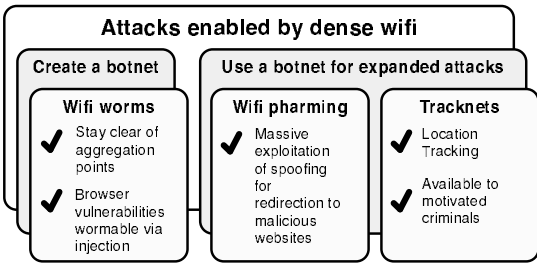 Attacks enabled by dense wifi
Create a botnet
Use a botnet for expanded attacks
Wifi worms
Stay clear of
aggregation
points
Browser
vulnerabilities
wormable via
injection
Wifi pharming
Massive
exploitation
of spoofing
for
redirection to
malicious
websites
Tracknets
Location
Tracking
Available to
motivated
criminals